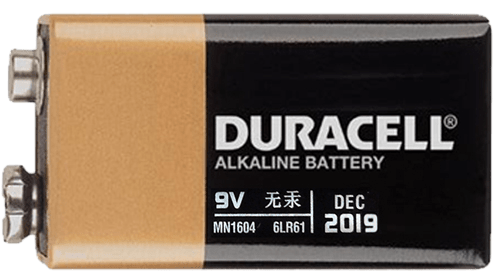 DURACELL®
ALKALINE BATTERY
9V 无汞 DEC
MN1604 6LR61 2019